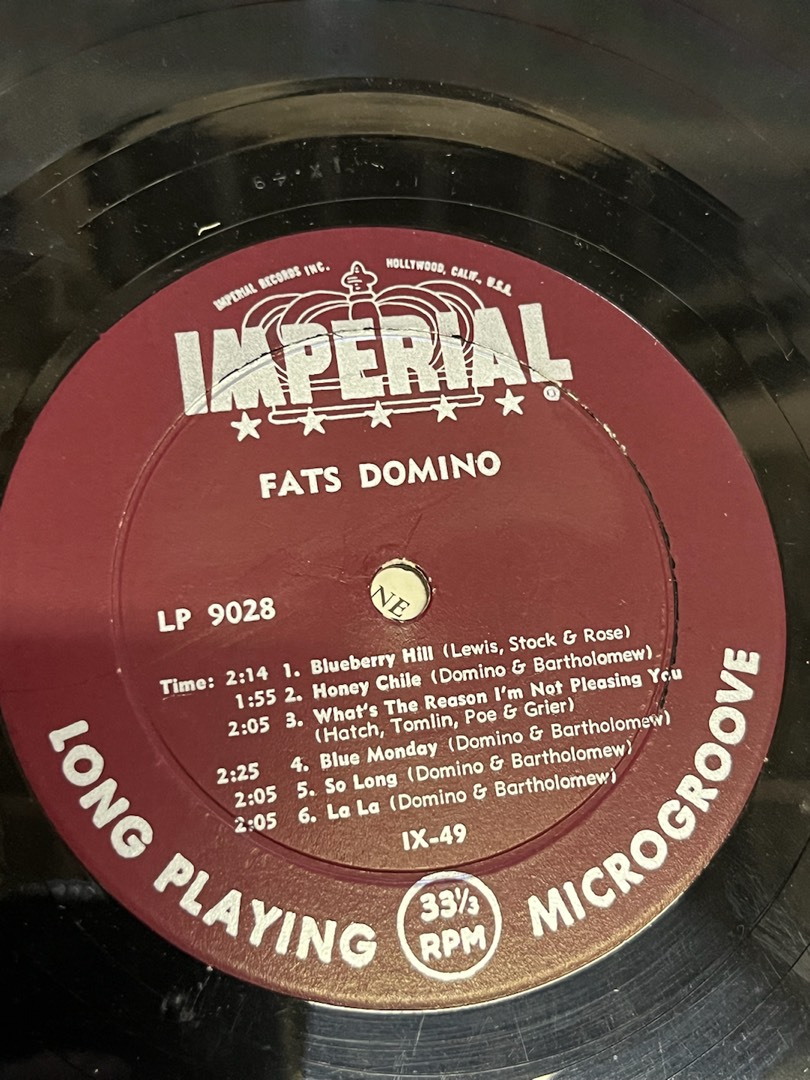 IX-49
IMPERIAL RECORDS INC. HOLLYWOOD, CALIF., U.S.A.
IMPERIAL
®
FATS DOMINO
NE
LP 9028
Time: 2:14 1. Blueberry Hill (Lewis, Stock & Rose)
1:55 2. Honey Chile (Domino & Bartholomew)
2:05 3. What's The Reason I'm Not Pleasing You
(Hatch, Tomlin, Poe & Grier)
2:25 4. Blue Monday (Domino & Bartholomew)
2:05 5. So Long (Domino & Bartholomew)
2:05 6. La La (Domino & Bartholomew)
IX-49
LONG PLAYING 33⅓ RPM MICROGROOVE